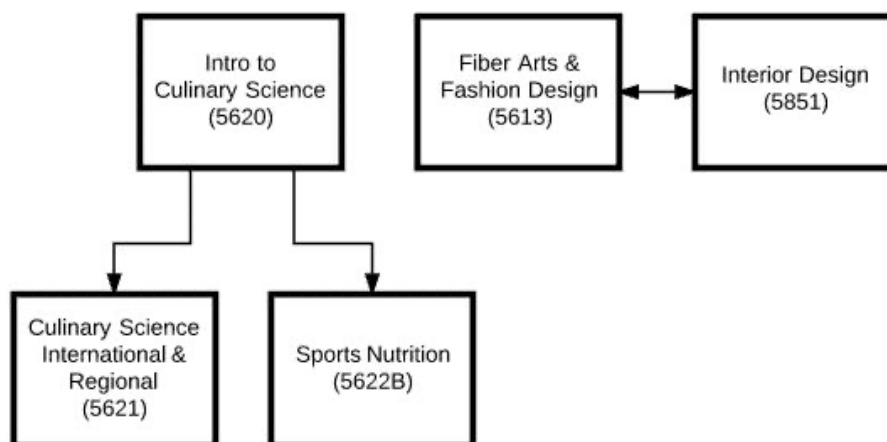 Intro to
Culinary Science
(5620)
Fiber Arts &
Fashion Design
(5613)
Interior Design
(5851)
Culinary Science
International &
Regional
(5621)
Sports Nutrition
(5622B)